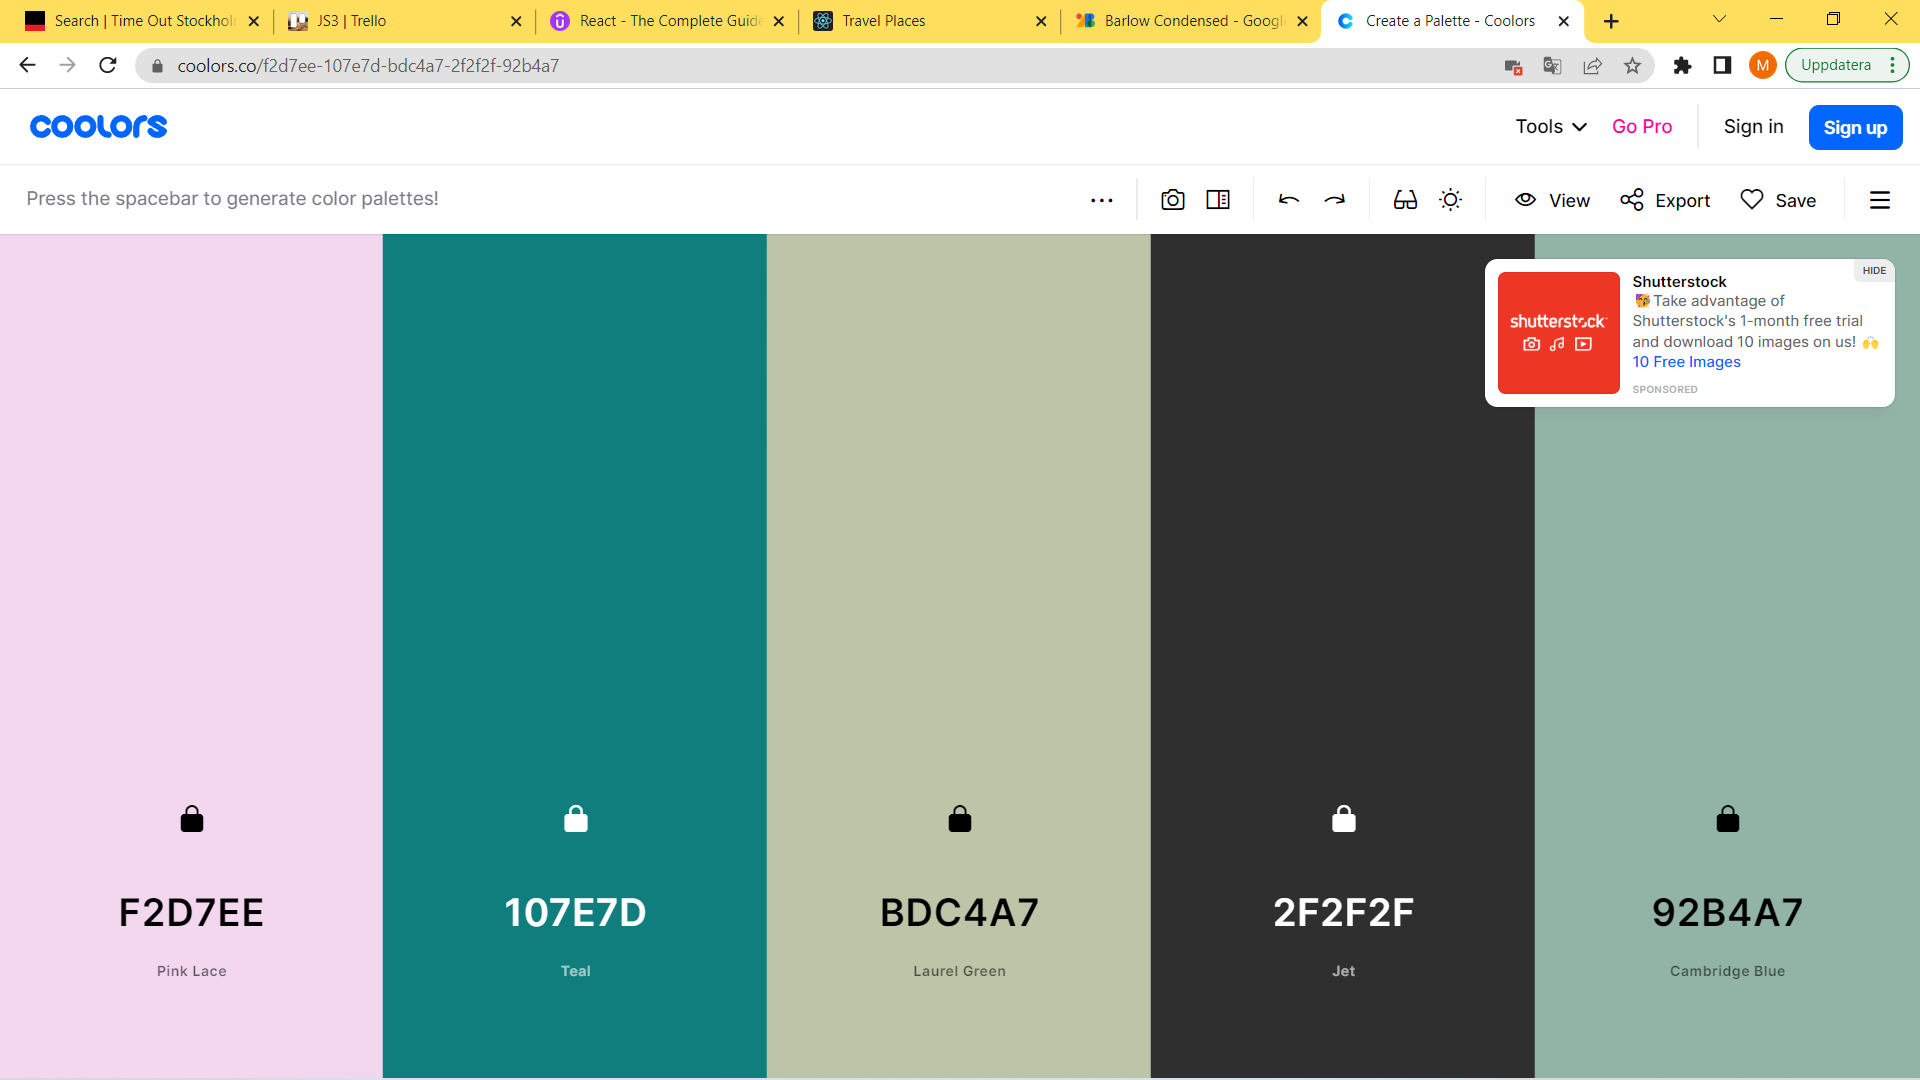 Search | Time Out Stockholm
JS3 | Trello
React - The Complete Guide
Travel Places
Barlow Condensed - Google
Create a Palette - Coolors
coolors.co/f2d7ee-107e7d-bdc4a7-2f2f2f-92b4a7
M
Uppdatera
coolors
Tools
Go Pro
Sign in
Sign up
Press the spacebar to generate color palettes!
View
Export
Save
HIDE
shutterstock
Shutterstock
🥳Take advantage of
Shutterstock's 1-month free trial
and download 10 images on us! 🙌
10 Free Images
SPONSORED
F2D7EE
107E7D
BDC4A7
2F2F2F
92B4A7
Pink Lace
Teal
Laurel Green
Jet
Cambridge Blue